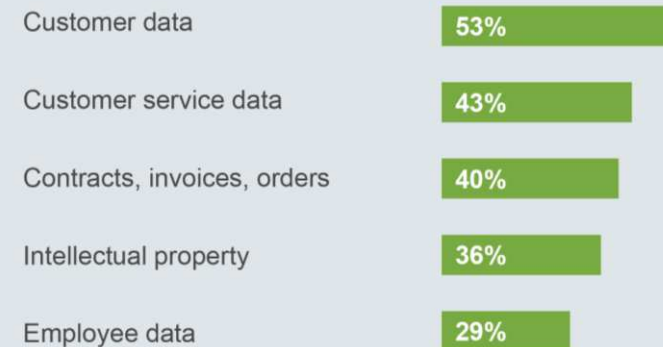 Customer data 53%
Customer service data 43%
Contracts, invoices, orders 40%
Intellectual property 36%
Employee data 29%